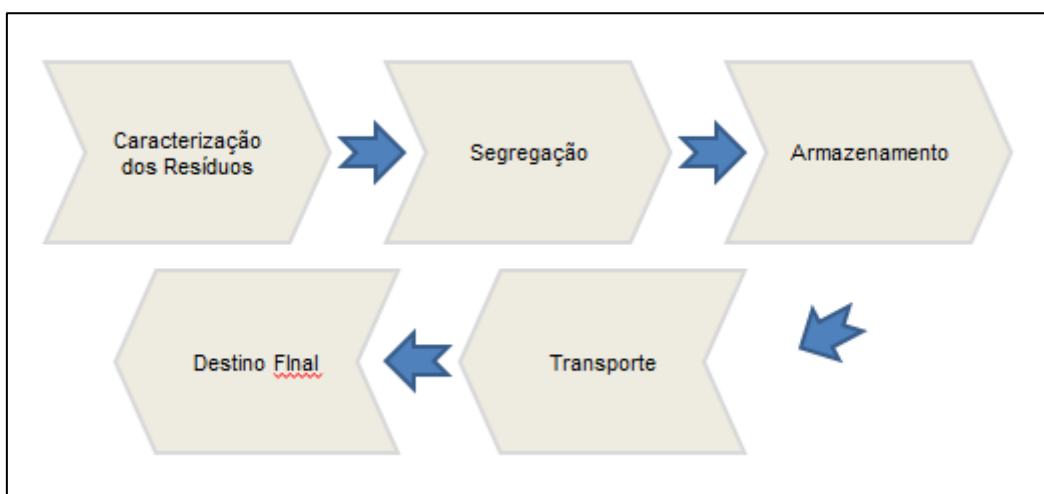 Caracterização
dos Resíduos
Segregação
Armazenamento
Transporte
Destino FInal